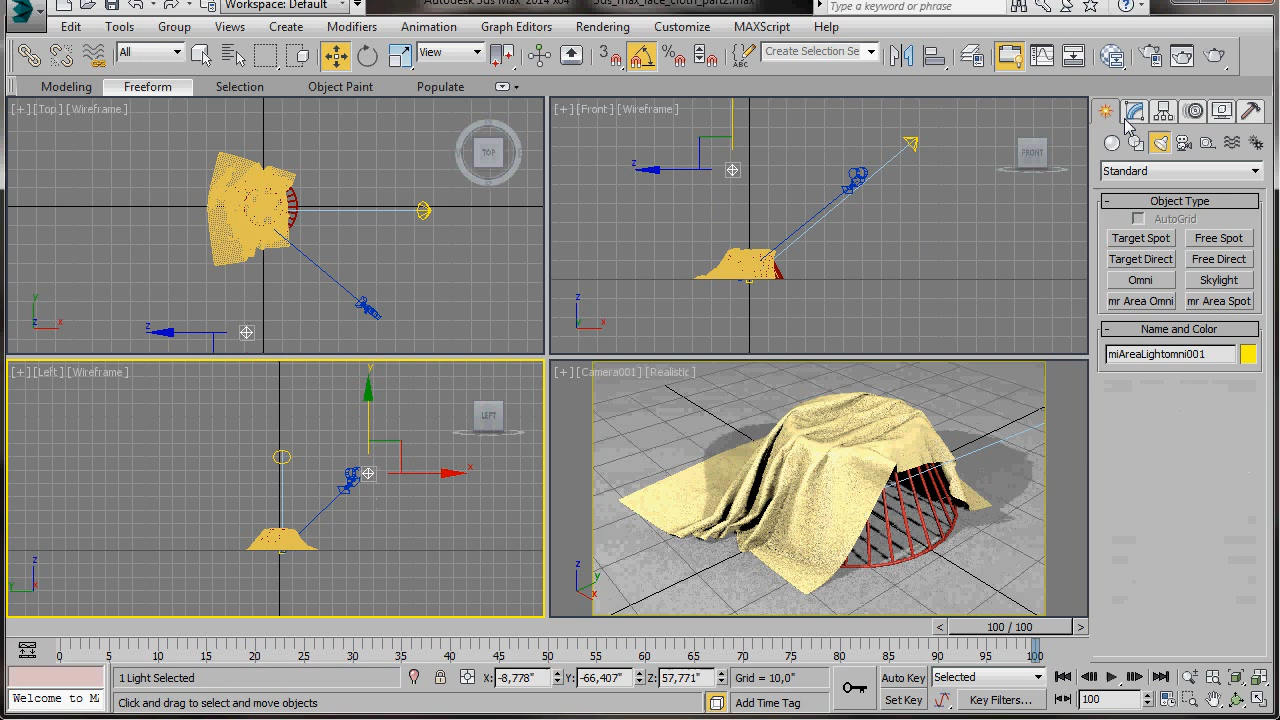 Workspace: Default
Autodesk 3ds Max 2014 x64
3ds_max_lace_cloth_part2.max
Type a keyword or phrase
Edit Tools Group Views Create Modifiers Animation Graph Editors Rendering Customize MAXScript Help
All View 3 Create Selection Se
ABC
Modeling Freeform Selection Object Paint Populate
[+][Top][Wireframe]
TOP
z
y
z x
[+][Front][Wireframe]
FRONT
z
z
y x
[+][Left][Wireframe]
LEFT
y
x
z
y x
[+][Camera001][Realistic]
z
y
x
Standard
- Object Type
AutoGrid
Target Spot Free Spot
Target Direct Free Direct
Omni Skylight
mr Area Omni mr Area Spot
- Name and Color
miAreaLightomni001
< 100 / 100 >
0 5 10 15 20 25 30 35 40 45 50 55 60 65 70 75 80 85 90 95 100
1 Light Selected X: -8,778" Y: -66,407" Z: 57,771" Grid = 10,0" Auto Key Selected
Welcome to M
Click and drag to select and move objects Add Time Tag Set Key Key Filters... 100